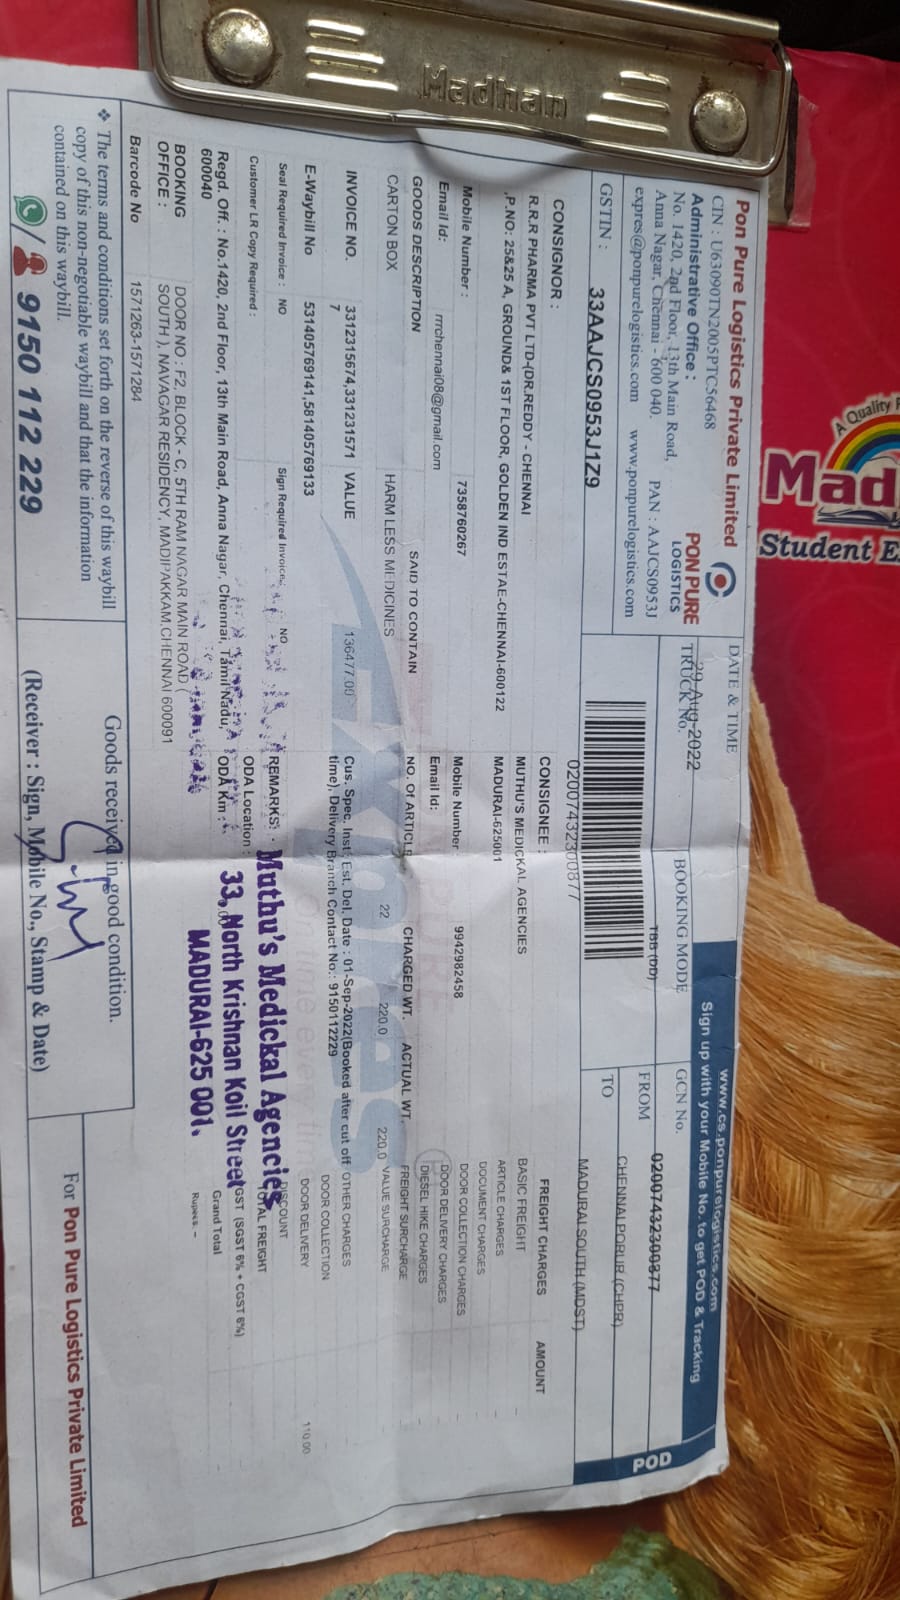 Madhan
A Quality
Mad
Student E
Pon Pure Logistics Private Limited
CIN : U63090TN2005PTC56468
Administrative Office :
No. 1420, 2nd Floor, 13th Main Road,
Anna Nagar, Chennai - 600 040. PAN : AAJCS0953J
expres@ponpurelogistics.com www.ponpurelogistics.com
PON PURE
LOGISTICS
GSTIN : 33AAJCS0953J1Z9
DATE & TIME
29-Aug-2022
TRUCK No.
BOOKING MODE
TBB (DD)
www.cs.ponpurelogistics.com
Sign up with your Mobile No. to get POD & Tracking
GCN No. 02007432300877
FROM CHENNAI PORUR (CHPR)
TO MADURAI SOUTH (MDST)
POD
02007432300877
CONSIGNOR :
R.R.R PHARMA PVT LTD-(DR.REDDY - CHENNAI
,P.NO: 25&25 A, GROUND& 1ST FLOOR, GOLDEN IND ESTAE-CHENNAI-600122
Mobile Number : 7358760267
Email Id: rrrchennai08@gmail.com
CONSIGNEE :
MUTHU'S MEDICKAL AGENCIES
MADURAI-625001
Mobile Number 9942982458
Email Id:
GOODS DESCRIPTION SAID TO CONTAIN NO. Of ARTICLE CHARGED WT. ACTUAL WT.
CARTON BOX HARM LESS MEDICINES 22 220.0 220.0
INVOICE NO. 3312315674,331231571 VALUE 136477.00
7
E-Waybill No 531405769141,581405769133
Cus. Spec. Inst: Est. Del. Date : 01-Sep-2022(Booked after cut off
time), Delivery Branch Contact No.: 9150112229
Seal Required Invoice : NO Sign Required Invoice: NO
Customer LR Copy Required :
REMARKS:
ODA Location :
ODA Km :
Regd. Off. : No.1420, 2nd Floor, 13th Main Road, Anna Nagar, Chennai, Tamil Nadu,
600040
BOOKING OFFICE : DOOR NO : F2, BLOCK - C, 5TH RAM NAGAR MAIN ROAD (
SOUTH ), NAVAGAR RESIDENCY, MADIPAKKAM,CHENNAI 600091
Barcode No 1571263-1571284
Muthu's Medickal Agencies
33, North Krishnan Koil Street
MADURAI-625 001.
FREIGHT CHARGES AMOUNT
BASIC FREIGHT -
ARTICLE CHARGES -
DOCUMENT CHARGES
DOOR COLLECTION CHARGES
DOOR DELIVERY CHARGES
DIESEL HIKE CHARGES
FREIGHT SURCHARGE
VALUE SURCHARGE
OTHER CHARGES
DOOR COLLECTION
DOOR DELIVERY 110.00
DISCOUNT
TOTAL FREIGHT
GST (SGST 6% + CGST 6%)
Grand Total
Rupees. -
❖ The terms and conditions set forth on the reverse of this waybill
copy of this non-negotiable waybill and that the information
contained on this waybill.
9150 112 229
Goods received in good condition.
(Receiver : Sign, Mobile No., Stamp & Date)
For Pon Pure Logistics Private Limited